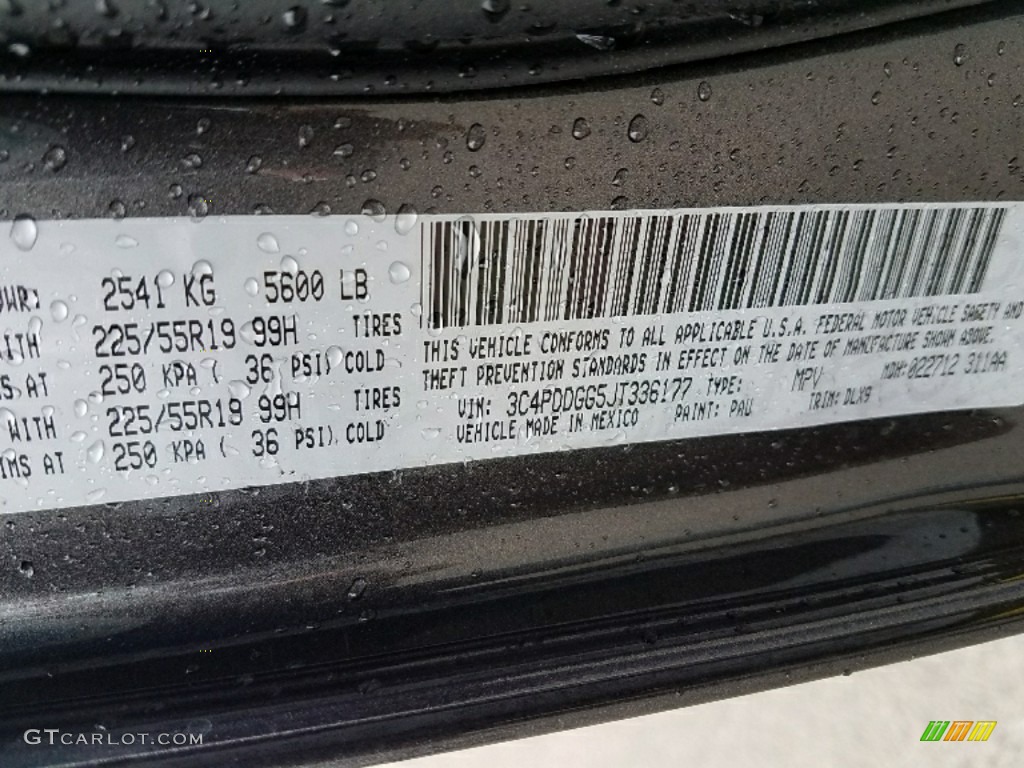 2541 KG 5600 LB
225/55R19 99H TIRES
AT 250 KPA ( 36 PSI) COLD
WITH 225/55R19 99H TIRES
AT 250 KPA ( 36 PSI) COLD
THIS VEHICLE CONFORMS TO ALL APPLICABLE U.S.A. FEDERAL MOTOR VEHICLE SAFETY AND
THEFT PREVENTION STANDARDS IN EFFECT ON THE DATE OF MANUFACTURE SHOWN ABOVE.
VIN: 3C4PDDGG5JT336177 TYPE: MPV MDH: 022712 311AA
VEHICLE MADE IN MEXICO PAINT: PAU TRIM: DLX9
GTCARLOT.COM